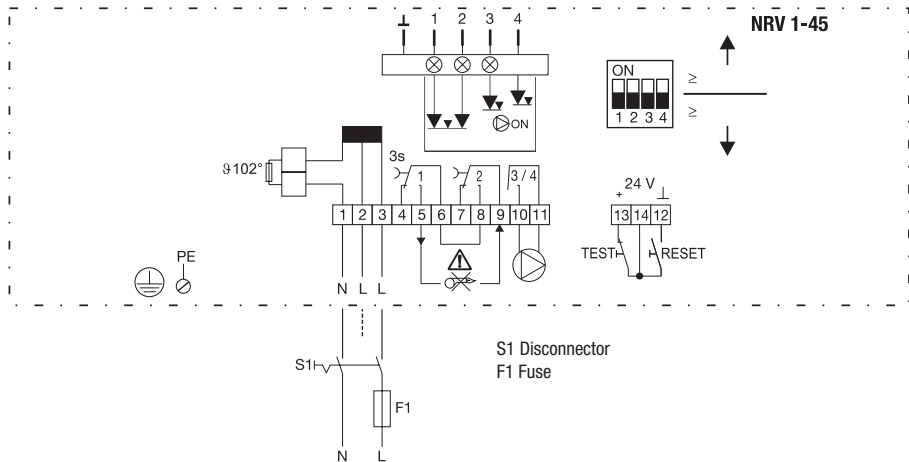 NRV 1-45
⊥ 1 2 3 4
ON
ON
1 2 3 4
≥
≥
ϑ102°
3s
1
2
3 / 4
1 2 3 4 5 6 7 8 9 10 11
+ 24 V ⊥
13 14 12
TEST
RESET
PE
N L L
S1
F1
S1 Disconnector
F1 Fuse
N L